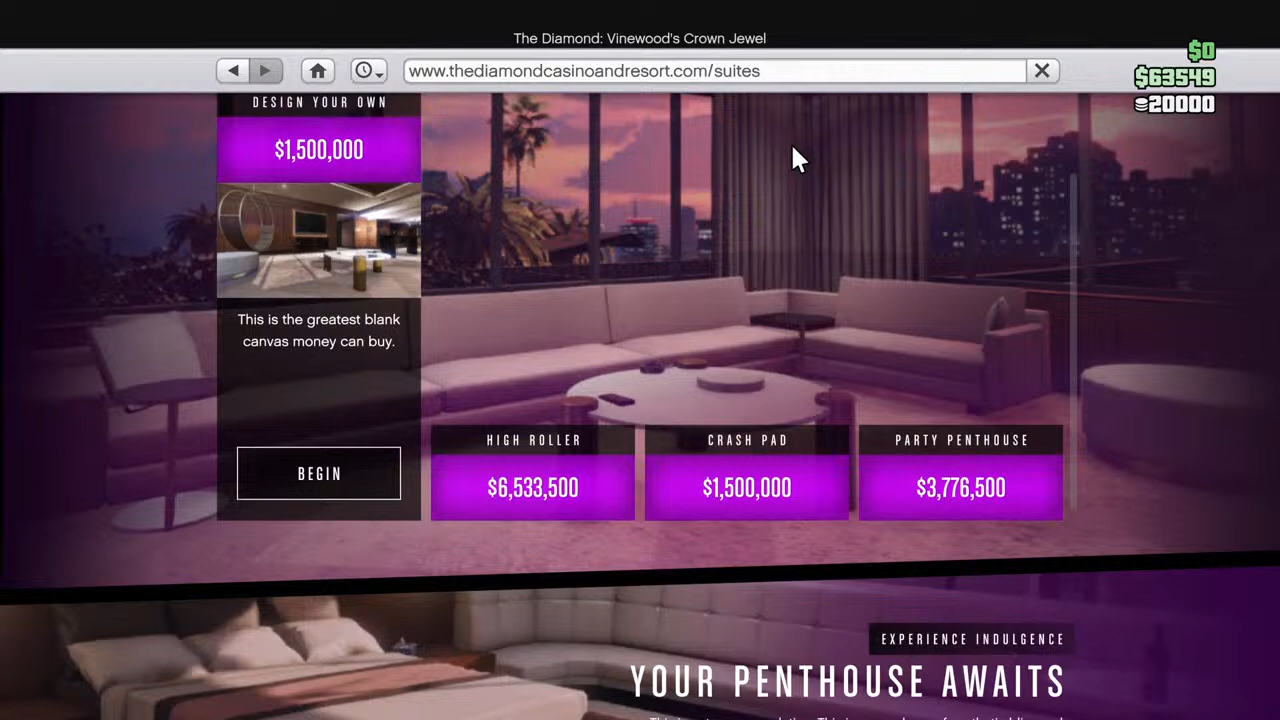 The Diamond: Vinewood's Crown Jewel
www.thediamondcasinoandresort.com/suites
$0
$63549
20000
DESIGN YOUR OWN
$1,500,000
This is the greatest blank
canvas money can buy.
BEGIN
HIGH ROLLER
$6,533,500
CRASH PAD
$1,500,000
PARTY PENTHOUSE
$3,776,500
EXPERIENCE INDULGENCE
YOUR PENTHOUSE AWAITS